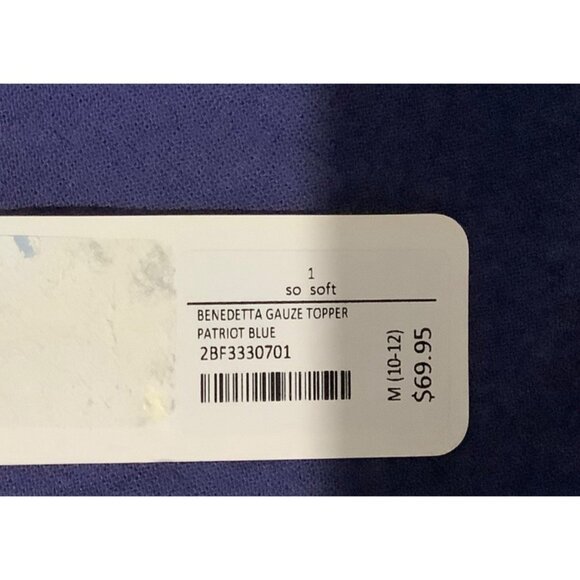 1
so soft
BENEDETTA GAUZE TOPPER
PATRIOT BLUE
2BF3330701
M (10-12)
$69.95